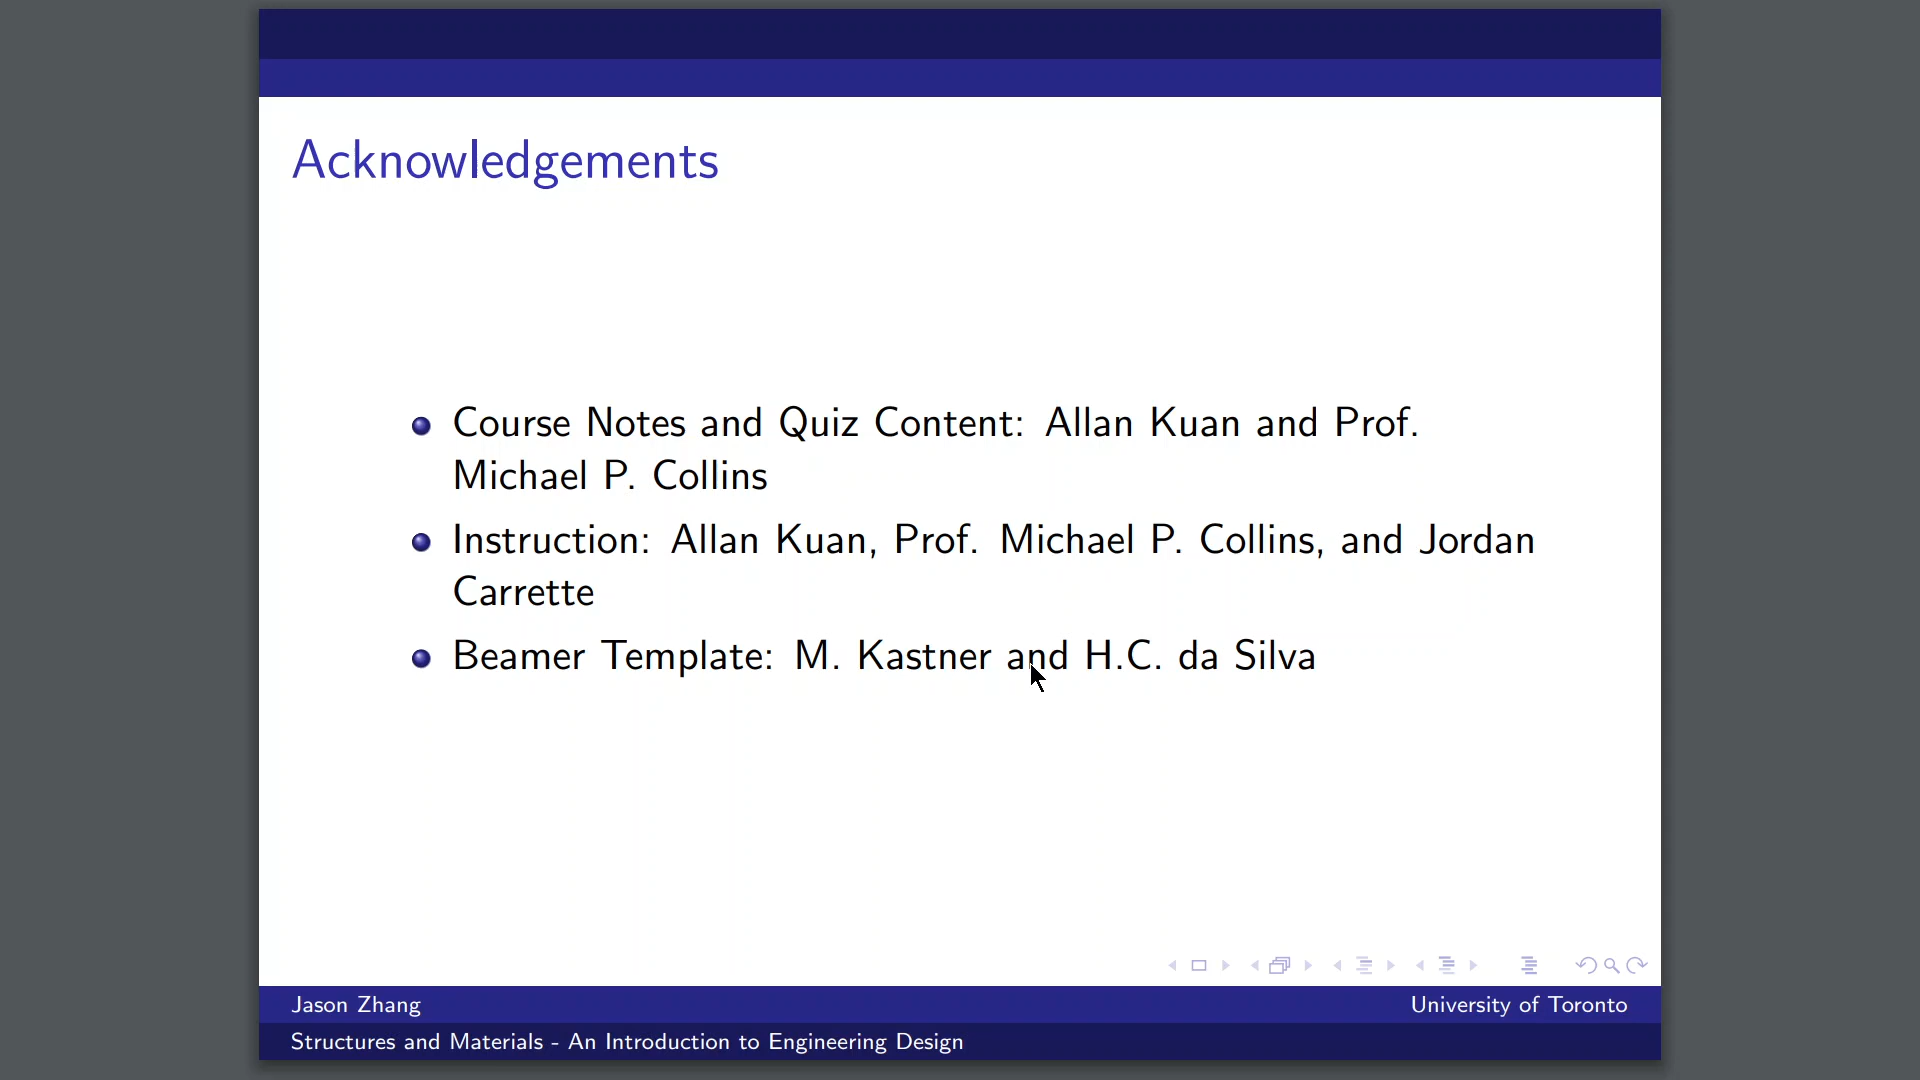 Acknowledgements
Course Notes and Quiz Content: Allan Kuan and Prof.
Michael P. Collins
Instruction: Allan Kuan, Prof. Michael P. Collins, and Jordan
Carrette
Beamer Template: M. Kastner and H.C. da Silva
Jason Zhang
University of Toronto
Structures and Materials - An Introduction to Engineering Design